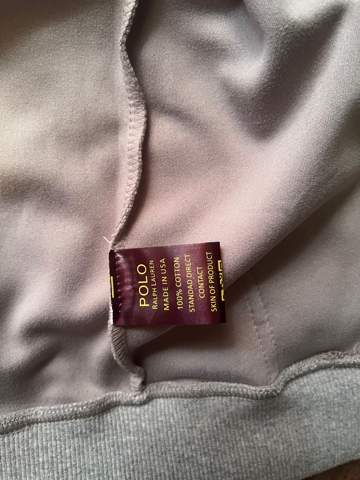 POLO
RALPH LAUREN
MADE IN USA
100% COTTON
STANDAD DIRECT
CONTACT
SKIN OF PRODUCT